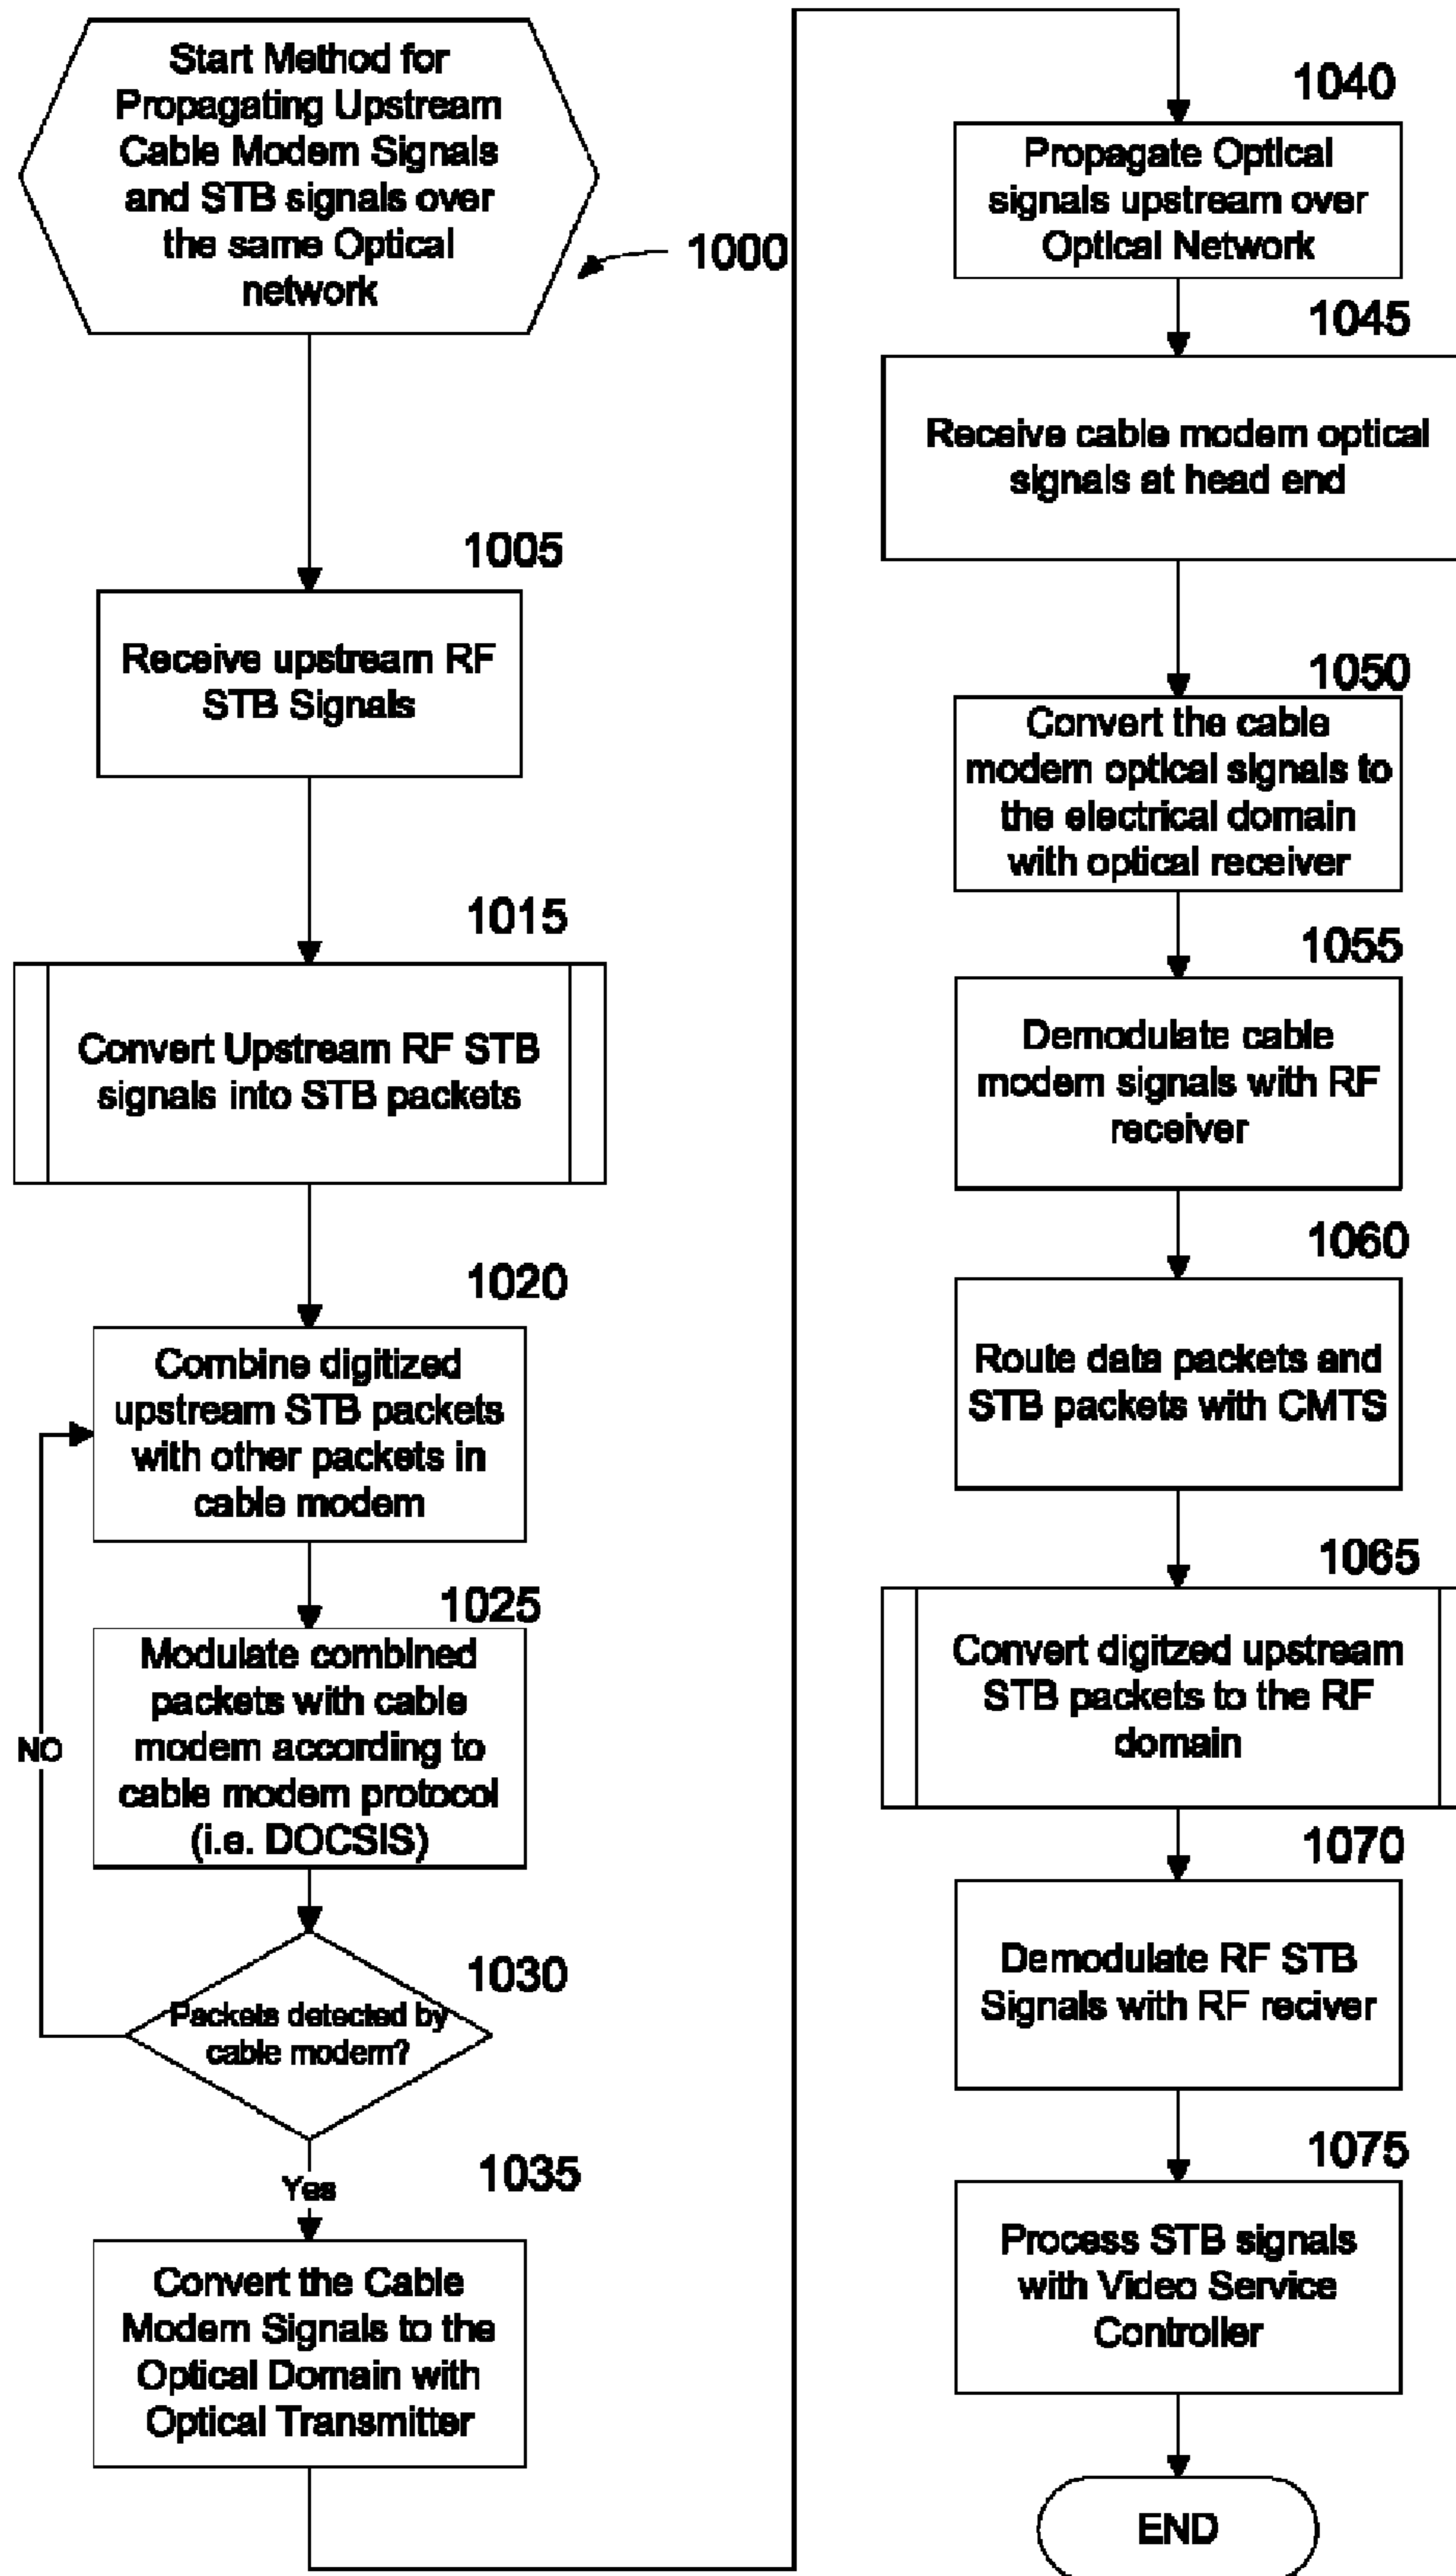 Start Method for
Propagating Upstream
Cable Modem Signals
and STB signals over
the same Optical
network
1000
1005
Receive upstream RF
STB Signals
1015
Convert Upstream RF STB
signals into STB packets
1020
Combine digitized
upstream STB packets
with other packets in
cable modem
1025
Modulate combined
packets with cable
modem according to
cable modem protocol
(i.e. DOCSIS)
NO
1030
Packets detected by
cable modem?
Yes
1035
Convert the Cable
Modem Signals to the
Optical Domain with
Optical Transmitter
1040
Propagate Optical
signals upstream over
Optical Network
1045
Receive cable modem optical
signals at head end
1050
Convert the cable
modem optical signals to
the electrical domain
with optical receiver
1055
Demodulate cable
modem signals with RF
receiver
1060
Route data packets and
STB packets with CMTS
1065
Convert digitzed upstream
STB packets to the RF
domain
1070
Demodulate RF STB
Signals with RF reciver
1075
Process STB signals
with Video Service
Controller
END